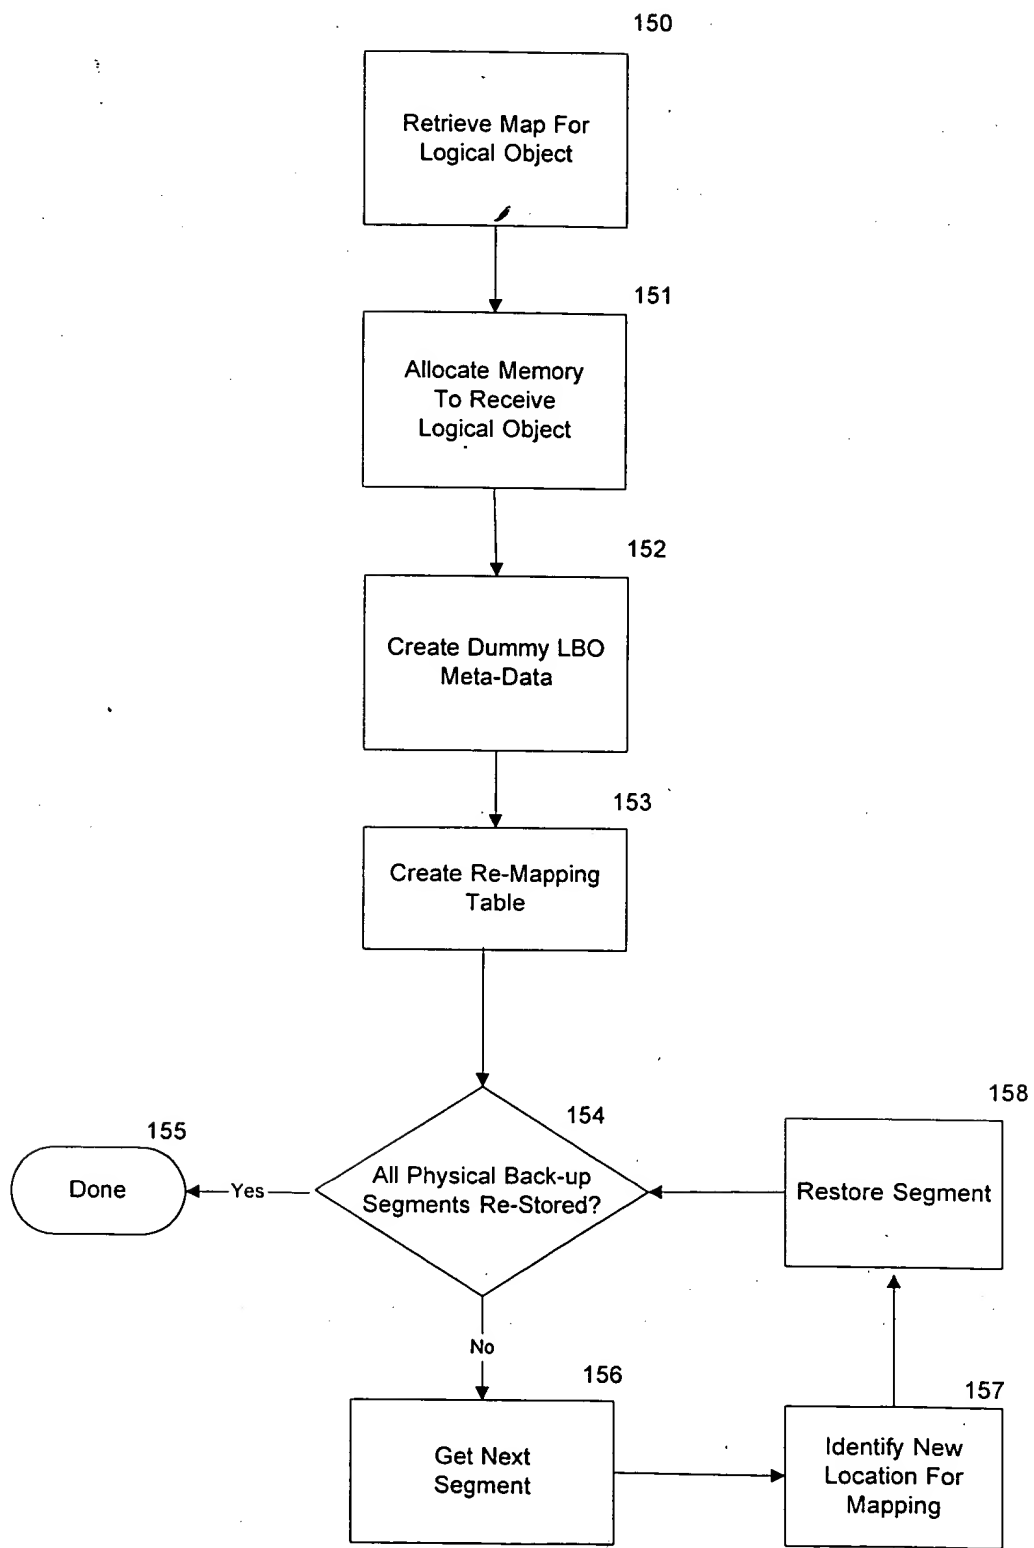 150
Retrieve Map For
Logical Object
151
Allocate Memory
To Receive
Logical Object
152
Create Dummy LBO
Meta-Data
153
Create Re-Mapping
Table
154
All Physical Back-up
Segments Re-Stored?
155
Done
Yes
158
Restore Segment
No
156
Get Next
Segment
157
Identify New
Location For
Mapping